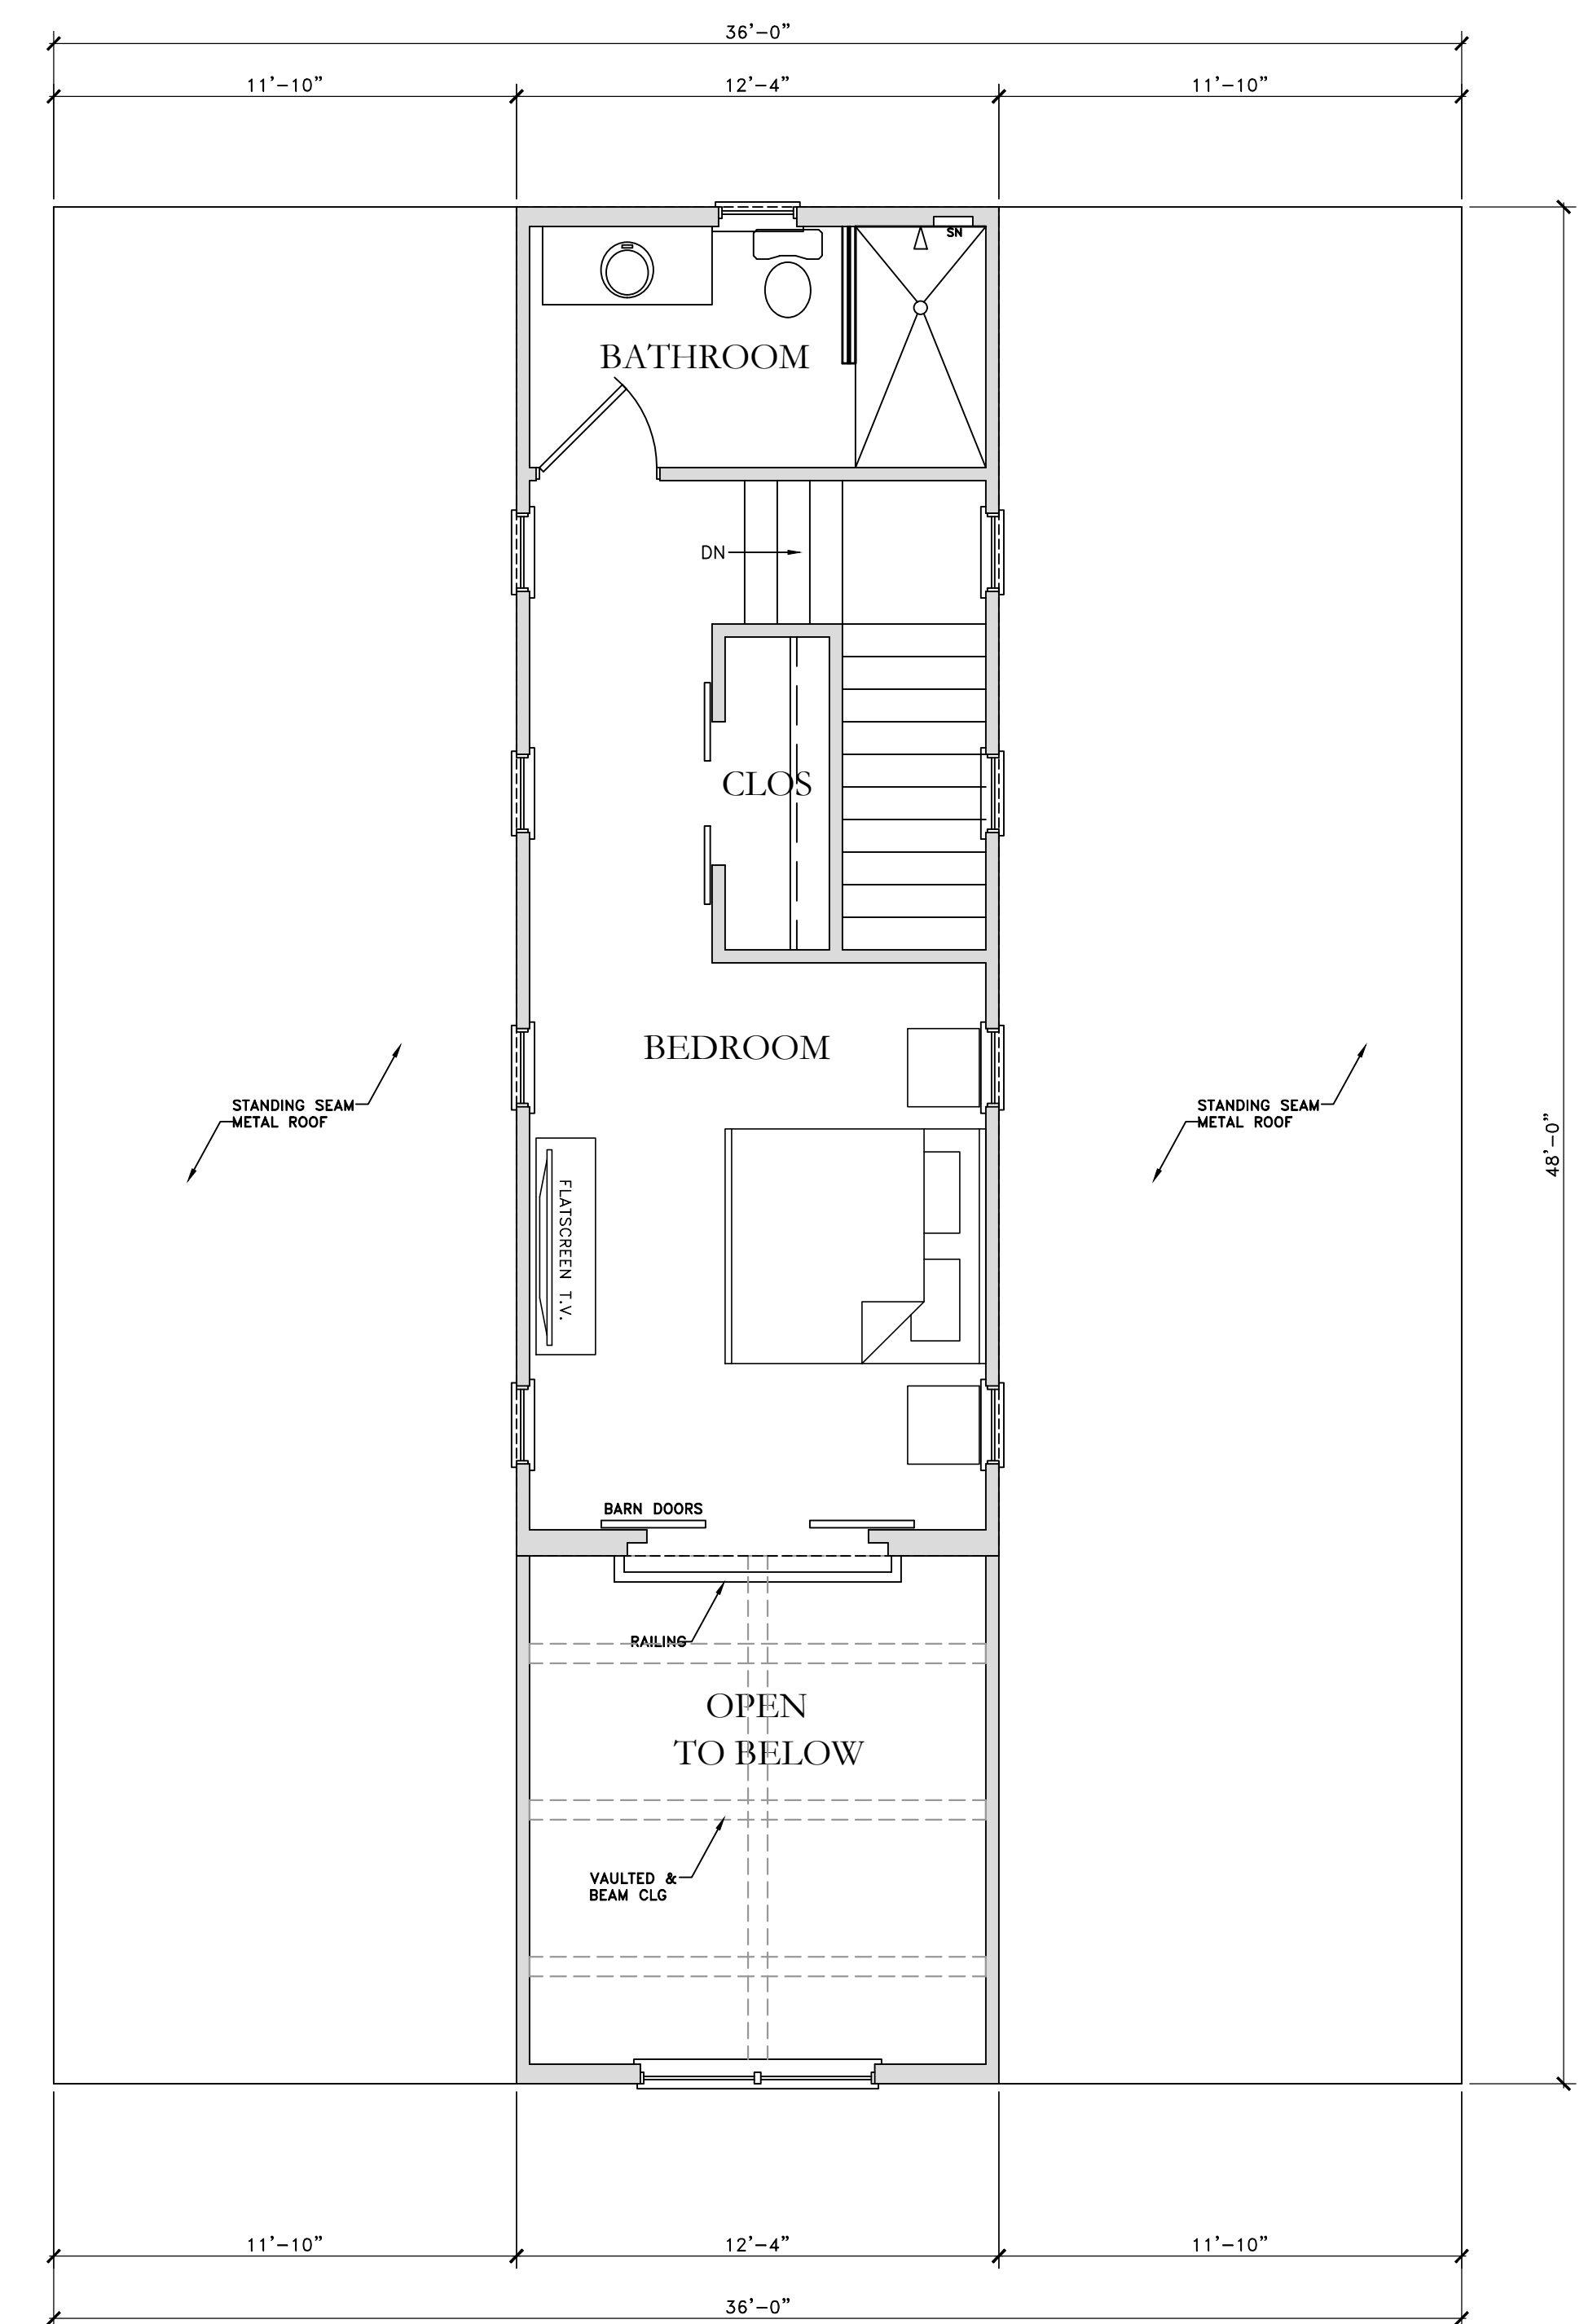 36'-0"
11'-10"
12'-4"
11'-10"
SN
BATHROOM
DN
CLOS
BEDROOM
STANDING SEAM
METAL ROOF
STANDING SEAM
METAL ROOF
48'-0"
FLATSCREEN T.V.
BARN DOORS
RAILING
OPEN
TO BELOW
VAULTED &
BEAM CLG
11'-10"
12'-4"
11'-10"
36'-0"